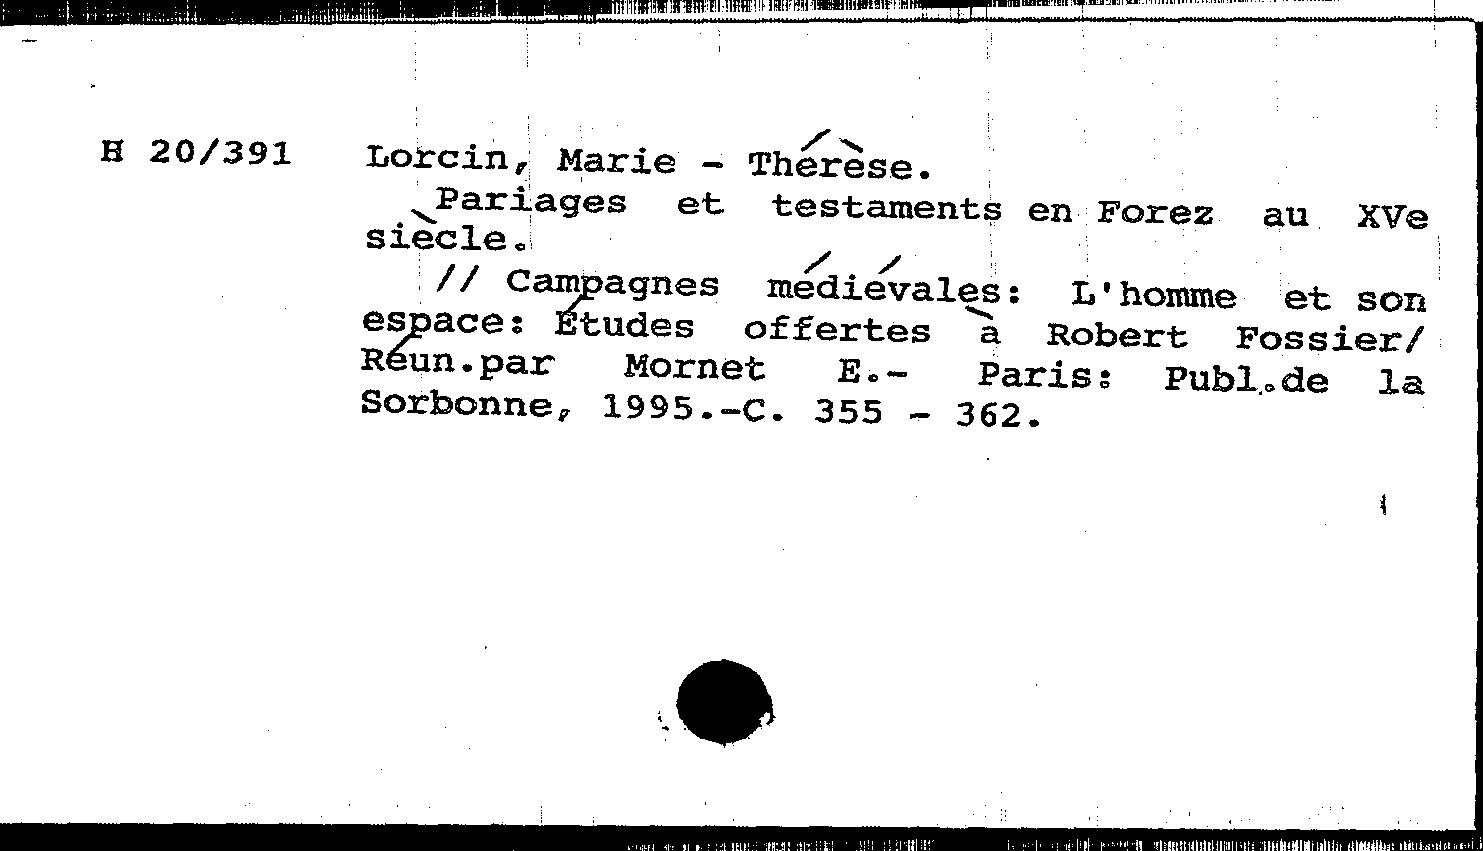 H 20/391 Lorcin, Marie - Thérèse.
Pariages et testaments en Forez au XVe
siècle.
// Campagnes médiévales: L'homme et son
espace: Études offertes à Robert Fossier/
Réun.par Mornet E.- Paris: Publ.de la
Sorbonne, 1995.-C. 355 - 362.